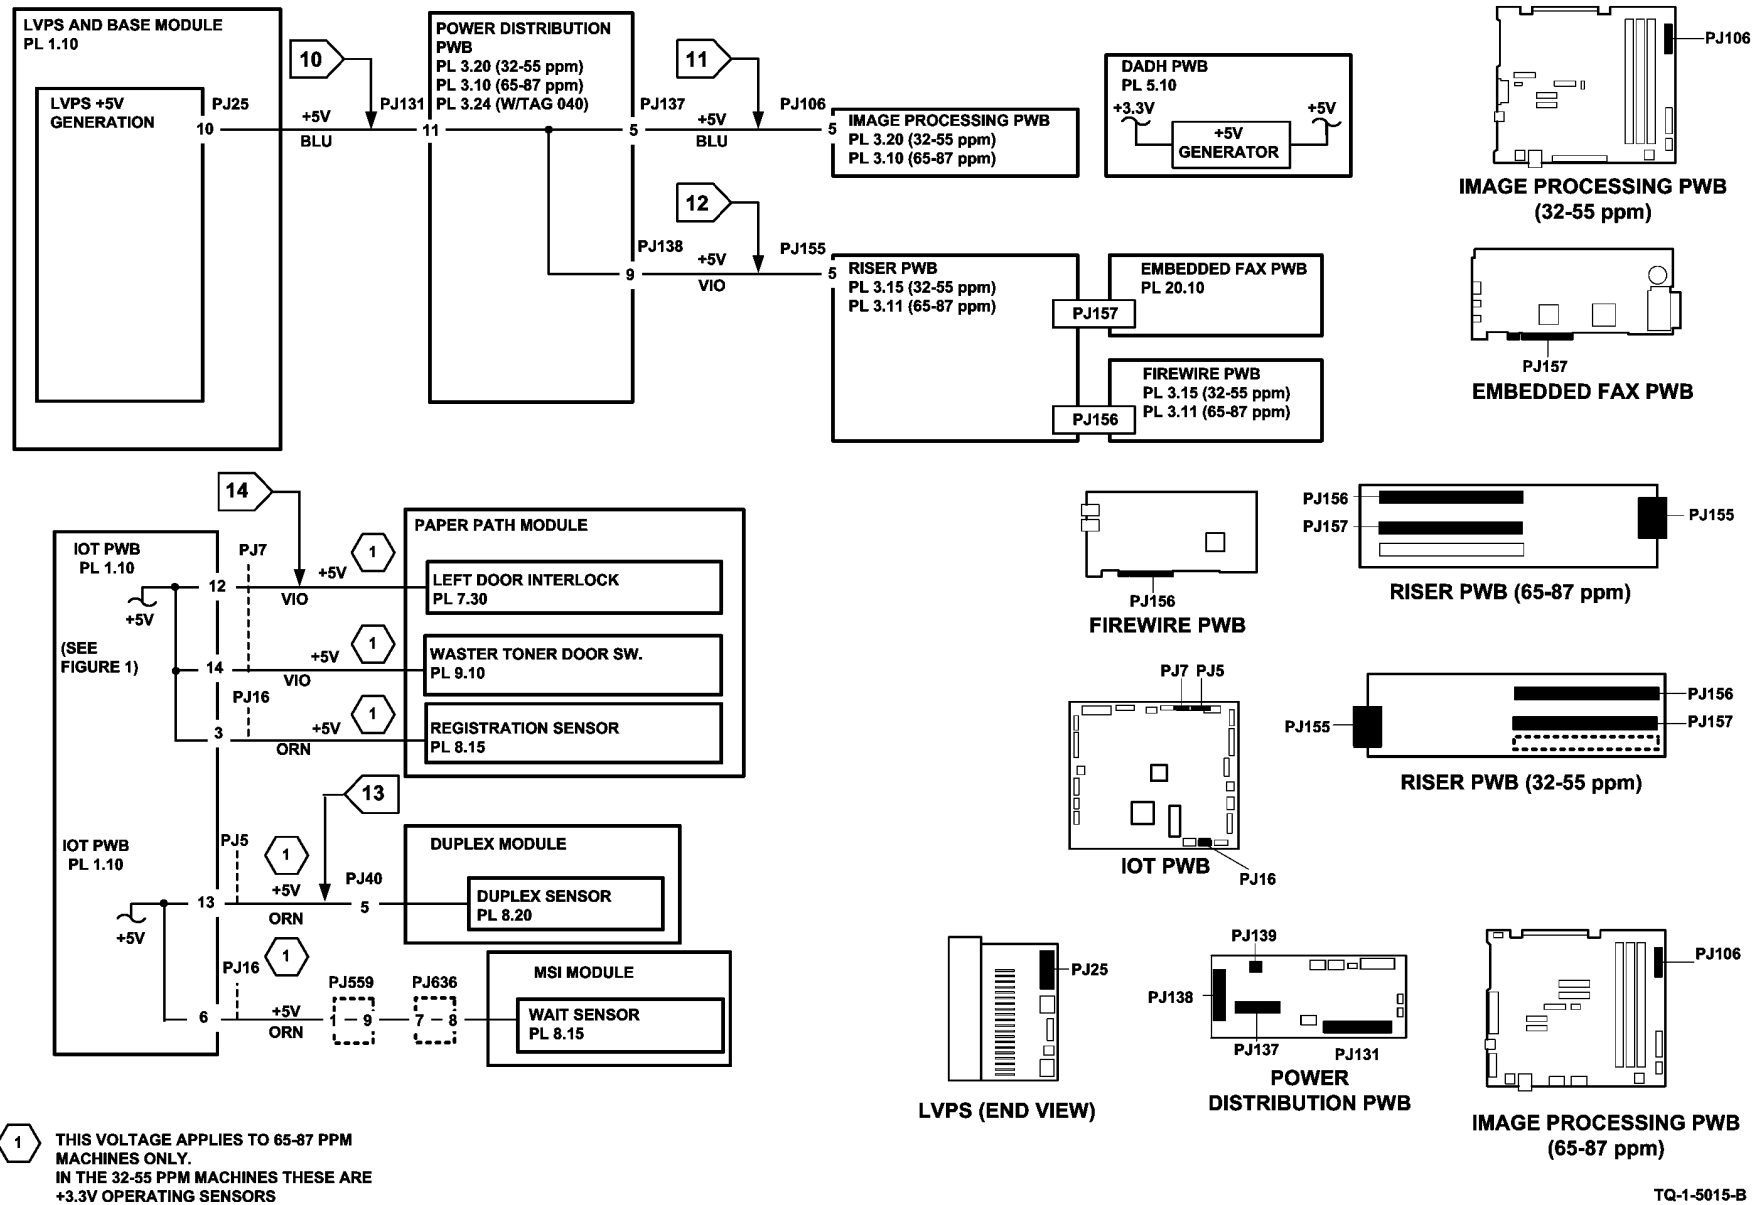 LVPS AND BASE MODULE
PL 1.10
LVPS +5V
GENERATION
PJ25
10
+5V
BLU
10
PJ131
11
POWER DISTRIBUTION
PWB
PL 3.20 (32-55 ppm)
PL 3.10 (65-87 ppm)
PL 3.24 (W/TAG 040)
PJ137
5
+5V
BLU
11
PJ106
5
IMAGE PROCESSING PWB
PL 3.20 (32-55 ppm)
PL 3.10 (65-87 ppm)
DADH PWB
PL 5.10
+3.3V
+5V
+5V
GENERATOR
12
PJ138
9
+5V
VIO
PJ155
5
RISER PWB
PL 3.15 (32-55 ppm)
PL 3.11 (65-87 ppm)
EMBEDDED FAX PWB
PL 20.10
PJ157
FIREWIRE PWB
PL 3.15 (32-55 ppm)
PL 3.11 (65-87 ppm)
PJ156
PJ106
IMAGE PROCESSING PWB
(32-55 ppm)
PJ157
EMBEDDED FAX PWB
14
IOT PWB
PL 1.10
+5V
(SEE
FIGURE 1)
PJ7
12
+5V
VIO
1
14
+5V
VIO
1
PJ16
3
+5V
ORN
1
PAPER PATH MODULE
LEFT DOOR INTERLOCK
PL 7.30
WASTER TONER DOOR SW.
PL 9.10
REGISTRATION SENSOR
PL 8.15
13
IOT PWB
PL 1.10
+5V
PJ5
1
13
+5V
ORN
PJ40
5
DUPLEX MODULE
DUPLEX SENSOR
PL 8.20
PJ16
1
6
+5V
ORN
PJ559
1
9
PJ636
7
8
MSI MODULE
WAIT SENSOR
PL 8.15
PJ156
FIREWIRE PWB
PJ156
PJ157
PJ155
RISER PWB (65-87 ppm)
PJ7 PJ5
IOT PWB
PJ16
PJ156
PJ157
PJ155
RISER PWB (32-55 ppm)
PJ25
LVPS (END VIEW)
PJ139
PJ138
PJ137
PJ131
POWER
DISTRIBUTION PWB
PJ106
IMAGE PROCESSING PWB
(65-87 ppm)
1
THIS VOLTAGE APPLIES TO 65-87 PPM
MACHINES ONLY.
IN THE 32-55 PPM MACHINES THESE ARE
+3.3V OPERATING SENSORS
TQ-1-5015-B